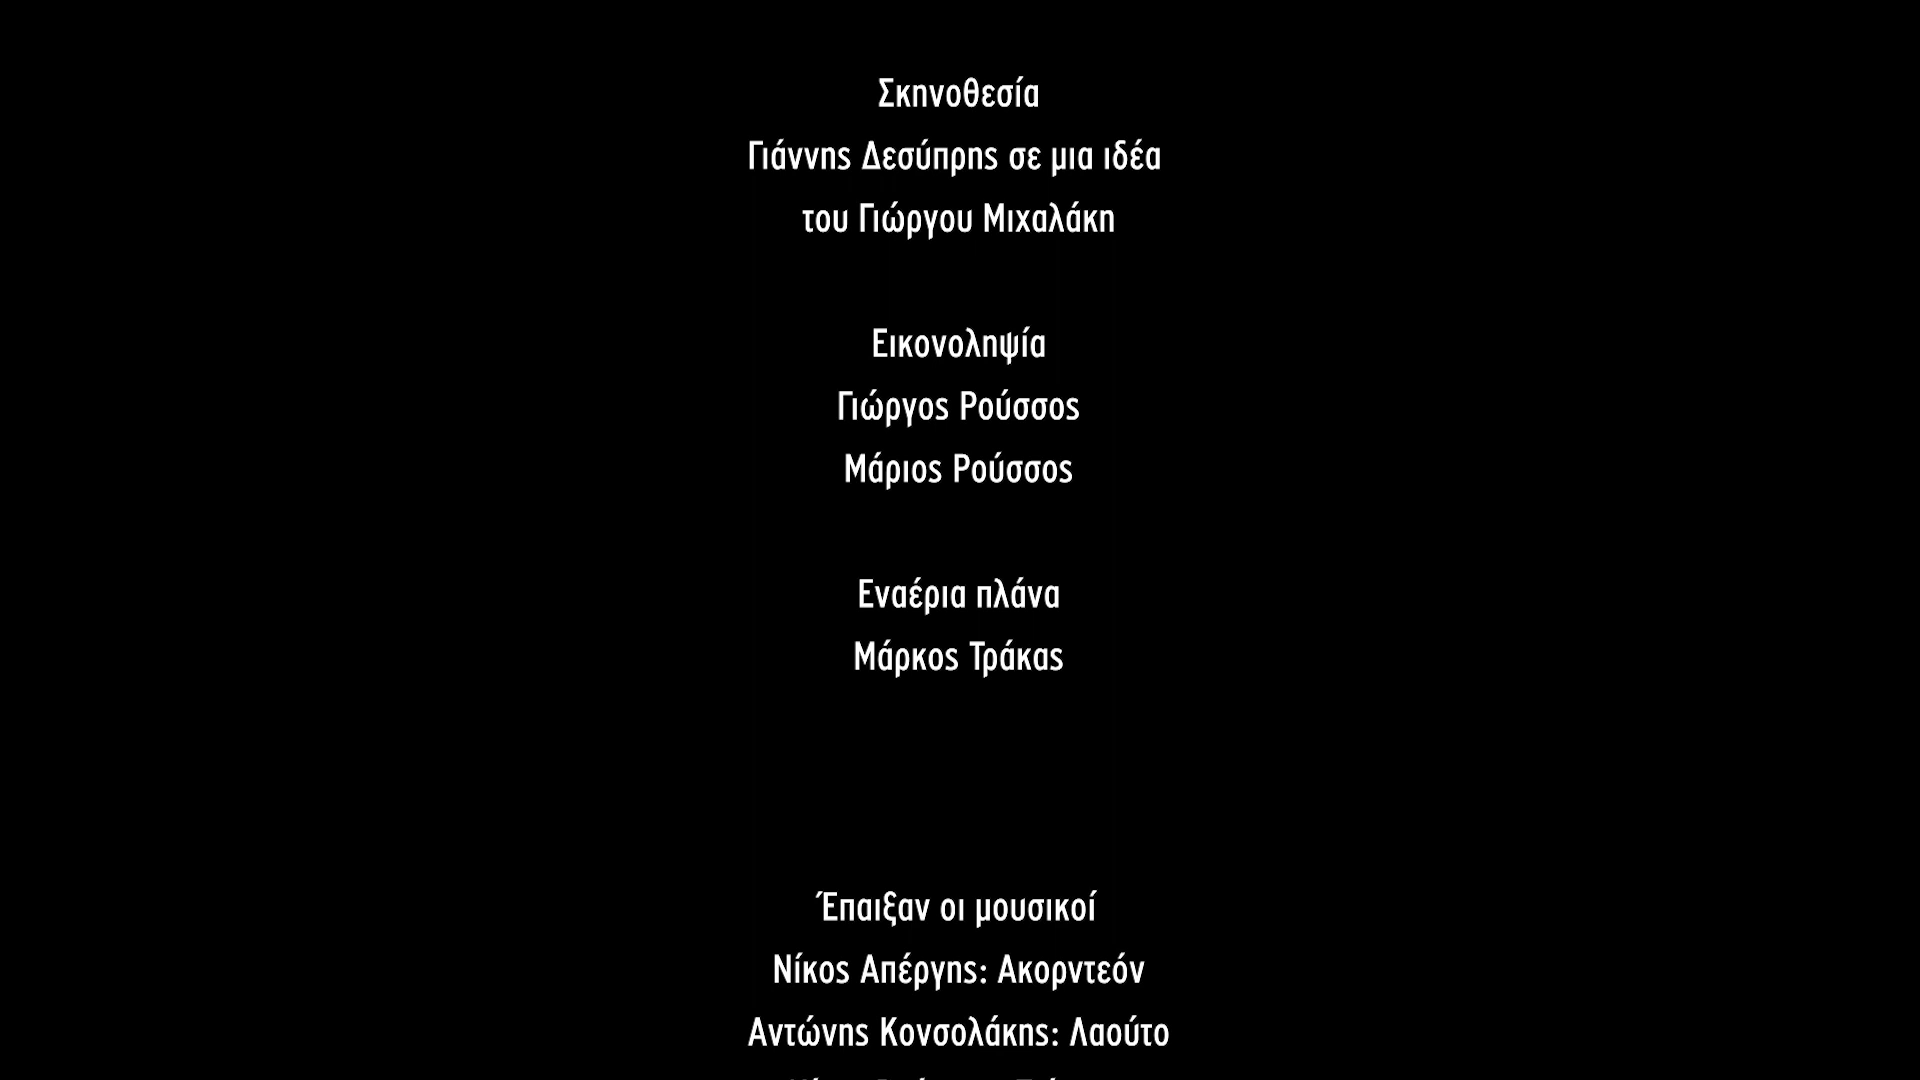 Σκηνοθεσία
Γιάννης Δεσύπρης σε μια ιδέα
του Γιώργου Μιχαλάκη
Εικονοληψία
Γιώργος Ρούσσος
Μάριος Ρούσσος
Εναέρια πλάνα
Μάρκος Τράκας
Έπαιξαν οι μουσικοί
Νίκος Απέργης: Ακορντεόν
Αντώνης Κονσολάκης: Λαούτο